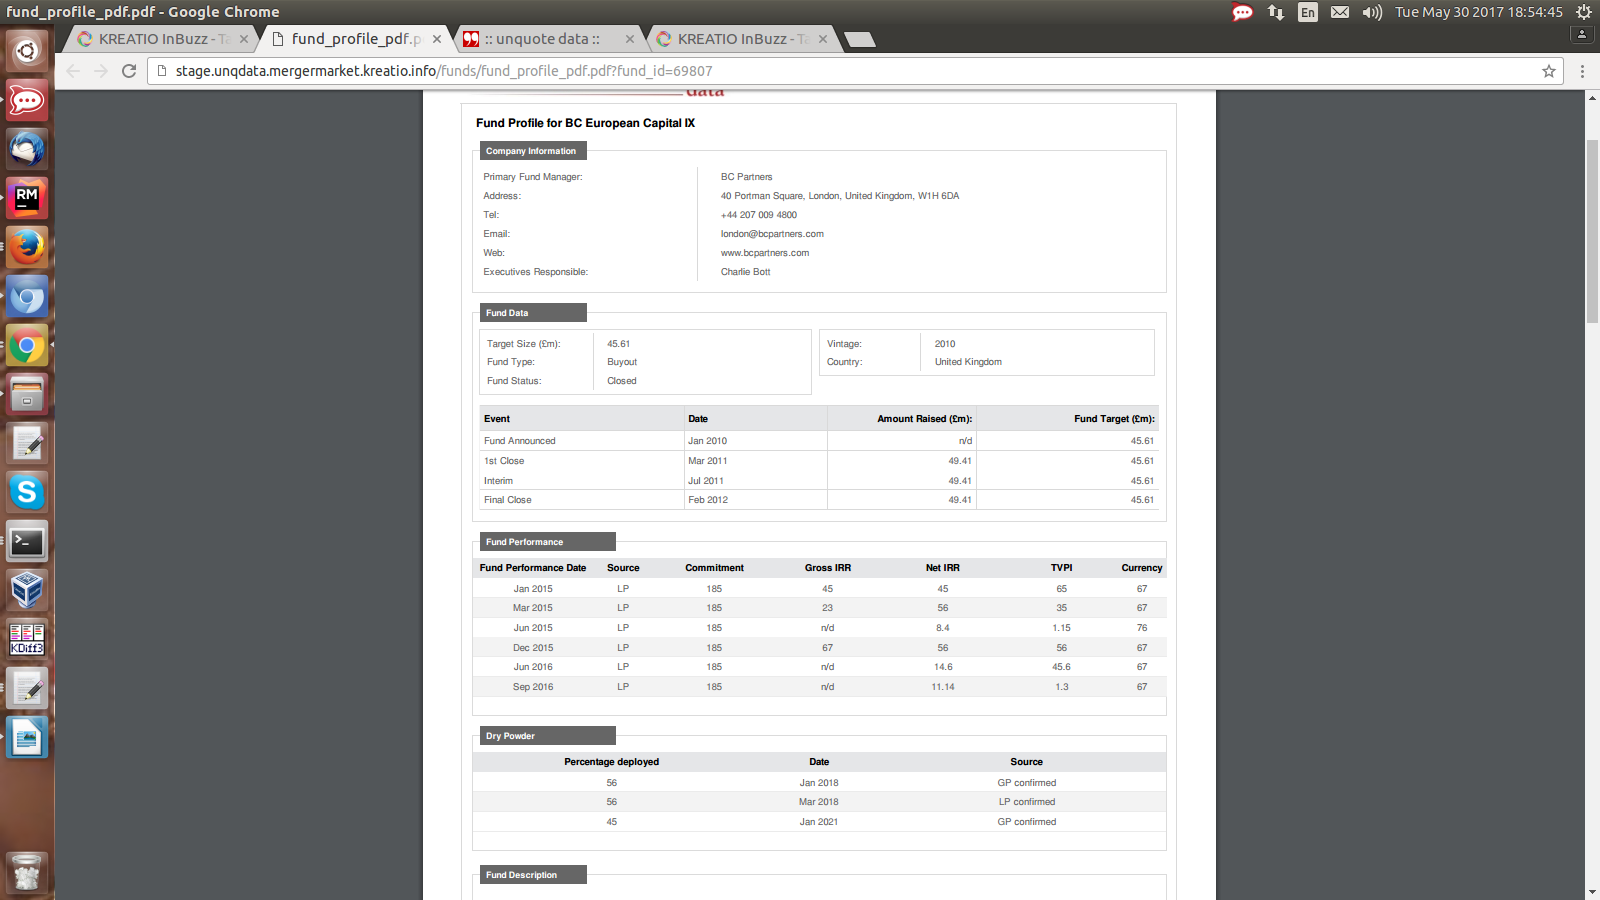 fund_profile_pdf.pdf - Google Chrome
En
Tue May 30 2017 18:54:45
KREATIO InBuzz - Ta
fund_profile_pdf.p
:: unquote data ::
KREATIO InBuzz - Ta
stage.unqdata.mergermarket.kreatio.info/funds/fund_profile_pdf.pdf?fund_id=69807
data
Fund Profile for BC European Capital IX
Company Information
Primary Fund Manager: BC Partners
Address: 40 Portman Square, London, United Kingdom, W1H 6DA
Tel: +44 207 009 4800
Email: london@bcpartners.com
Web: www.bcpartners.com
Executives Responsible: Charlie Bott
Fund Data
Target Size (£m): 45.61 Vintage: 2010
Fund Type: Buyout Country: United Kingdom
Fund Status: Closed
Event Date Amount Raised (£m): Fund Target (£m):
Fund Announced Jan 2010 n/d 45.61
1st Close Mar 2011 49.41 45.61
Interim Jul 2011 49.41 45.61
Final Close Feb 2012 49.41 45.61
Fund Performance
Fund Performance Date Source Commitment Gross IRR Net IRR TVPI Currency
Jan 2015 LP 185 45 45 65 67
Mar 2015 LP 185 23 56 35 67
Jun 2015 LP 185 n/d 8.4 1.15 76
Dec 2015 LP 185 67 56 56 67
Jun 2016 LP 185 n/d 14.6 45.6 67
Sep 2016 LP 185 n/d 11.14 1.3 67
Dry Powder
Percentage deployed Date Source
56 Jan 2018 GP confirmed
56 Mar 2018 LP confirmed
45 Jan 2021 GP confirmed
Fund Description
RM
S
>_
KDiff3